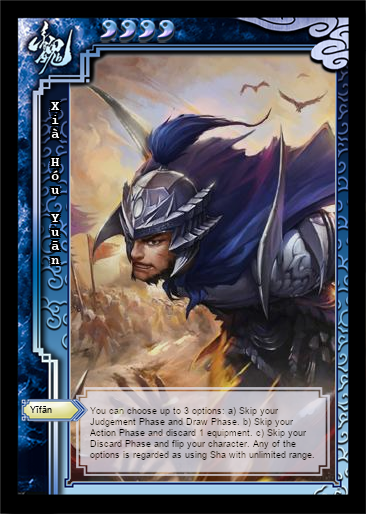 魏
Xià Hóu Yuān
Yīfān
You can choose up to 3 options: a) Skip your
Judgement Phase and Draw Phase. b) Skip your
Action Phase and discard 1 equipment. c) Skip your
Discard Phase and flip your character. Any of the
options is regarded as using Sha with unlimited range.